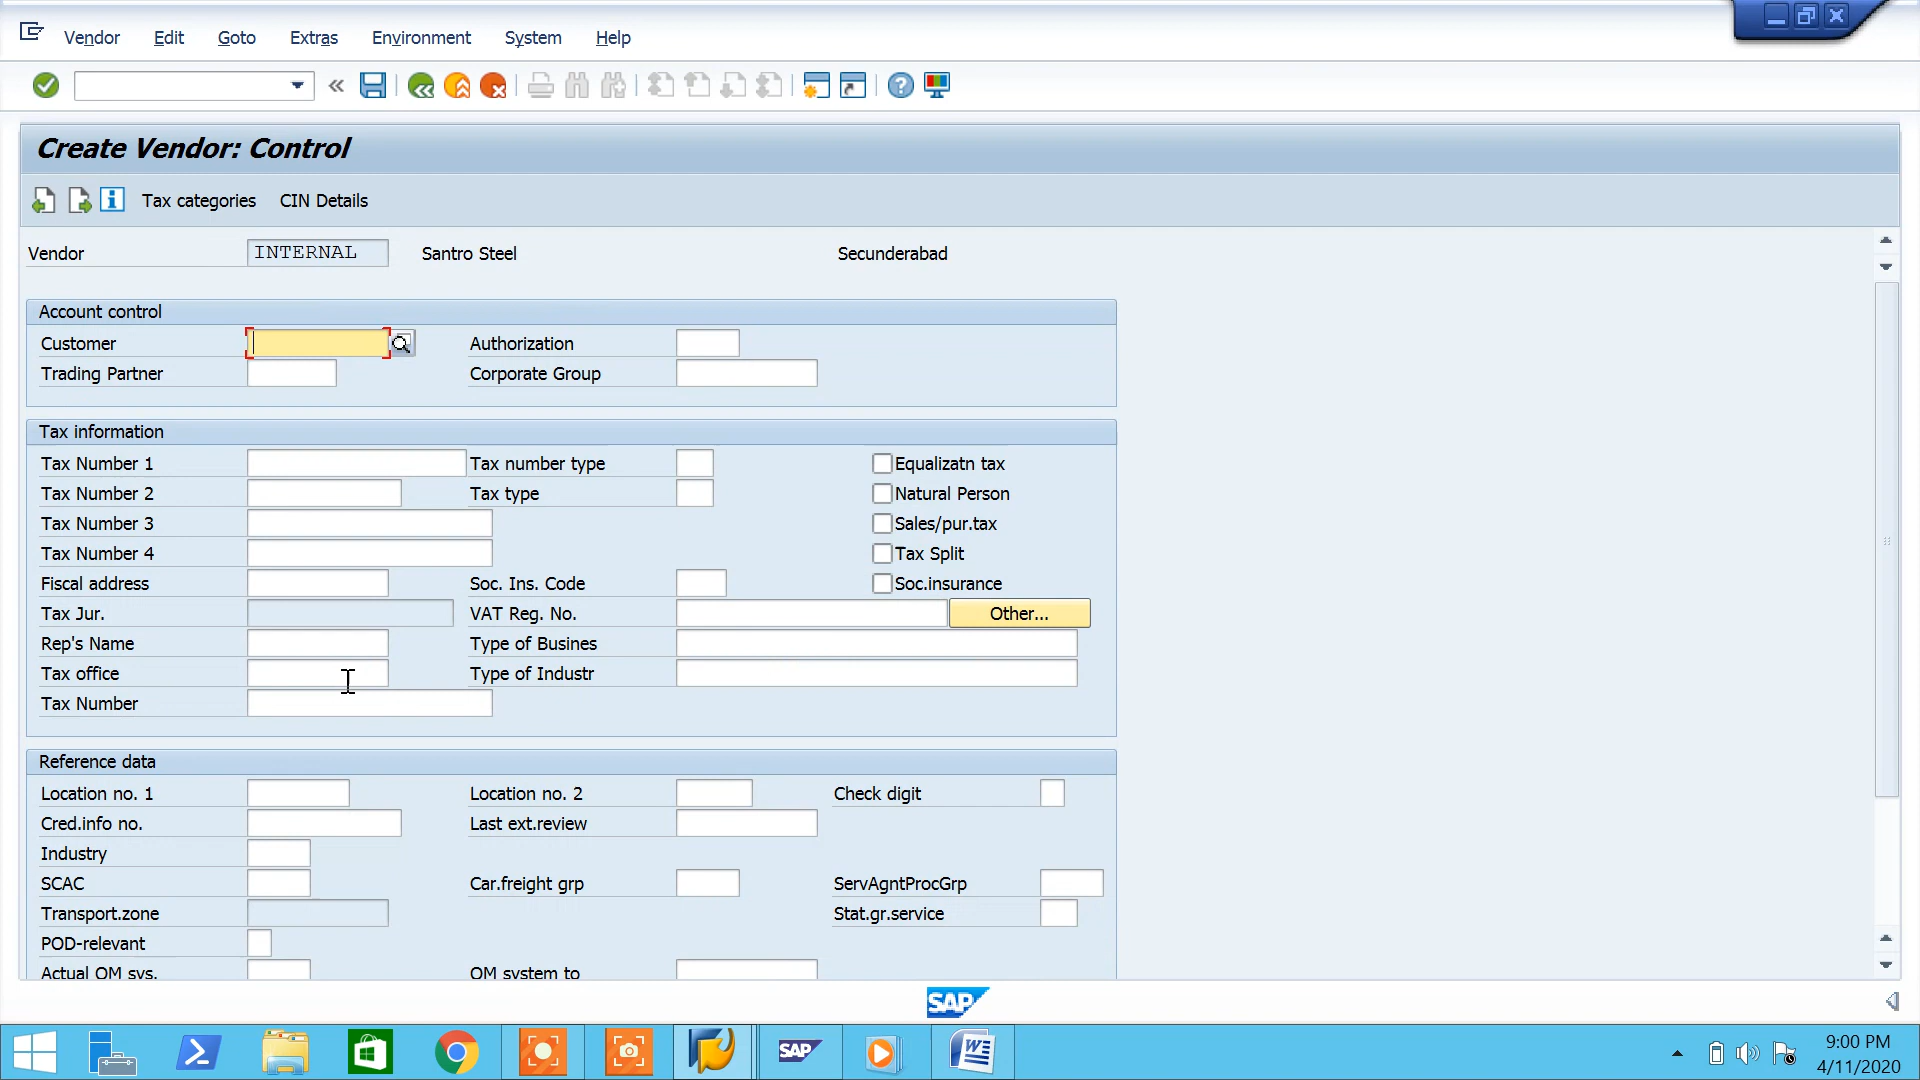 Vendor Edit Goto Extras Environment System Help
Create Vendor: Control
Tax categories CIN Details
Vendor INTERNAL Santro Steel Secunderabad
Account control
Customer Authorization
Trading Partner Corporate Group
Tax information
Tax Number 1 Tax number type Equalizatn tax
Tax Number 2 Tax type Natural Person
Tax Number 3 Sales/pur.tax
Tax Number 4 Tax Split
Fiscal address Soc. Ins. Code Soc.insurance
Tax Jur. VAT Reg. No. Other...
Rep's Name Type of Busines
Tax office Type of Industr
Tax Number
Reference data
Location no. 1 Location no. 2 Check digit
Cred.info no. Last ext.review
Industry
SCAC Car.freight grp ServAgntProcGrp
Transport.zone Stat.gr.service
POD-relevant
Actual QM sys. QM system to
SAP
SAP
9:00 PM
4/11/2020